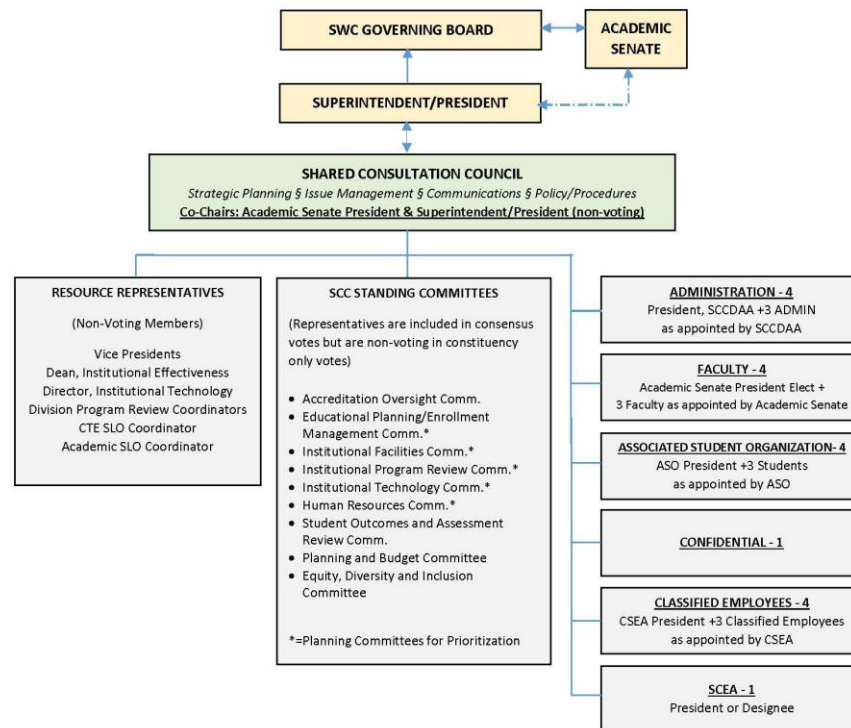 SWC GOVERNING BOARD
ACADEMIC
SENATE
SUPERINTENDENT/PRESIDENT
SHARED CONSULTATION COUNCIL
Strategic Planning § Issue Management § Communications § Policy/Procedures
Co-Chairs: Academic Senate President & Superintendent/President (non-voting)
RESOURCE REPRESENTATIVES
(Non-Voting Members)
Vice Presidents
Dean, Institutional Effectiveness
Director, Institutional Technology
Division Program Review Coordinators
CTE SLO Coordinator
Academic SLO Coordinator
SCC STANDING COMMITTEES
(Representatives are included in consensus
votes but are non-voting in constituency
only votes)
• Accreditation Oversight Comm.
• Educational Planning/Enrollment
Management Comm.*
• Institutional Facilities Comm.*
• Institutional Program Review Comm.*
• Institutional Technology Comm.*
• Human Resources Comm.*
• Student Outcomes and Assessment
Review Comm.
• Planning and Budget Committee
• Equity, Diversity and Inclusion
Committee
*=Planning Committees for Prioritization
ADMINISTRATION - 4
President, SCCDAA +3 ADMIN
as appointed by SCCDAA
FACULTY - 4
Academic Senate President Elect +
3 Faculty as appointed by Academic Senate
ASSOCIATED STUDENT ORGANIZATION- 4
ASO President +3 Students
as appointed by ASO
CONFIDENTIAL - 1
CLASSIFIED EMPLOYEES - 4
CSEA President +3 Classified Employees
as appointed by CSEA
SCEA - 1
President or Designee